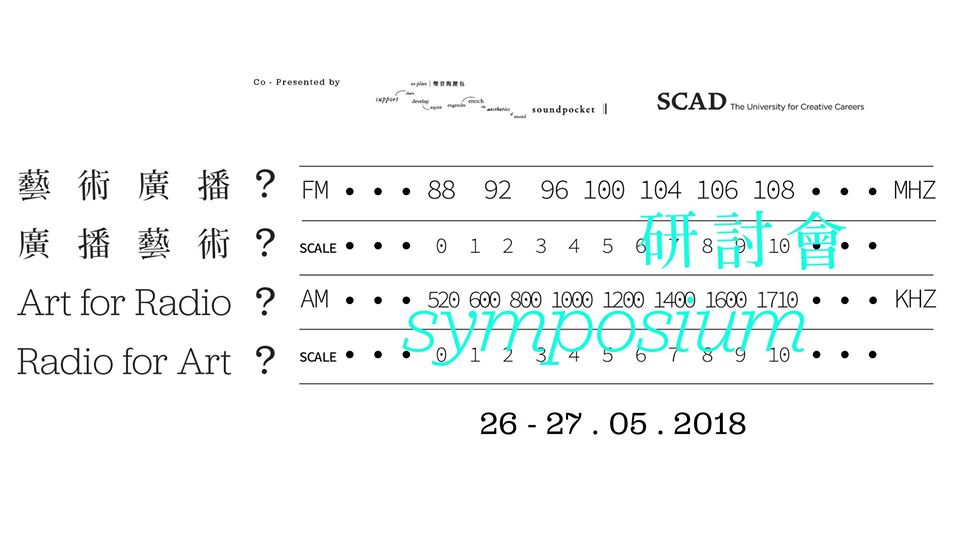 Co - Presented by
co-place | 聲音掏腰包
support share develop inspire engender enrich the aesthetics of sound
soundpocket
SCAD The University for Creative Careers
藝術廣播?
FM • • • 88 92 96 100 104 106 108 • • • MHZ
研討會
廣播藝術?
SCALE • • • 0 1 2 3 4 5 6 7 8 9 10 • • •
Art for Radio ?
AM • • • 520 600 800 1000 1200 1400 1600 1710 • • • KHZ
symposium
Radio for Art ?
SCALE • • • 0 1 2 3 4 5 6 7 8 9 10 • • •
26 - 27 . 05 . 2018